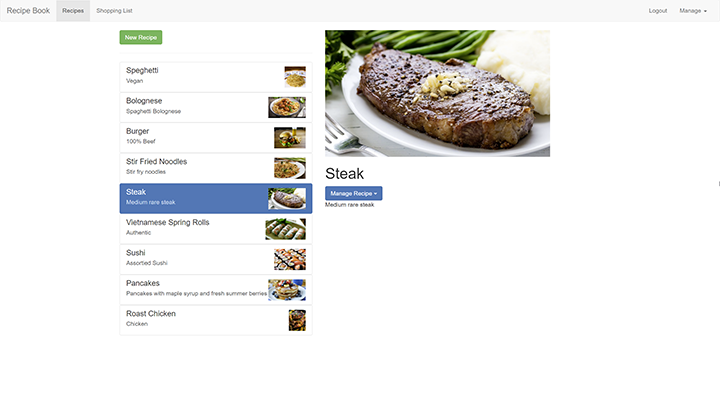 Recipe Book Recipes Shopping List Logout Manage
New Recipe
Speghetti
Vegan
Bolognese
Spaghetti Bolognese
Burger
100% Beef
Stir Fried Noodles
Stir fry noodles
Steak
Medium rare steak
Vietnamese Spring Rolls
Authentic
Sushi
Assorted Sushi
Pancakes
Pancakes with maple syrup and fresh summer berries
Roast Chicken
Chicken
Steak
Manage Recipe
Medium rare steak